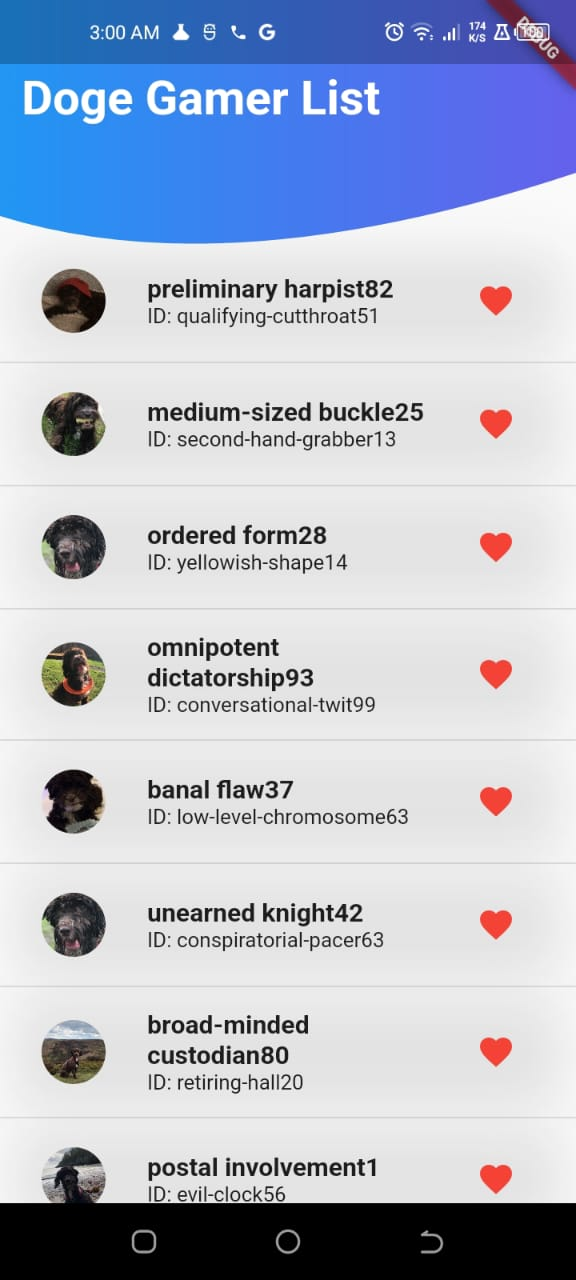 3:00 AM
174
K/S
100
DEBUG
Doge Gamer List
preliminary harpist82
ID: qualifying-cutthroat51
medium-sized buckle25
ID: second-hand-grabber13
ordered form28
ID: yellowish-shape14
omnipotent
dictatorship93
ID: conversational-twit99
banal flaw37
ID: low-level-chromosome63
unearned knight42
ID: conspiratorial-pacer63
broad-minded
custodian80
ID: retiring-hall20
postal involvement1
ID: evil-clock56